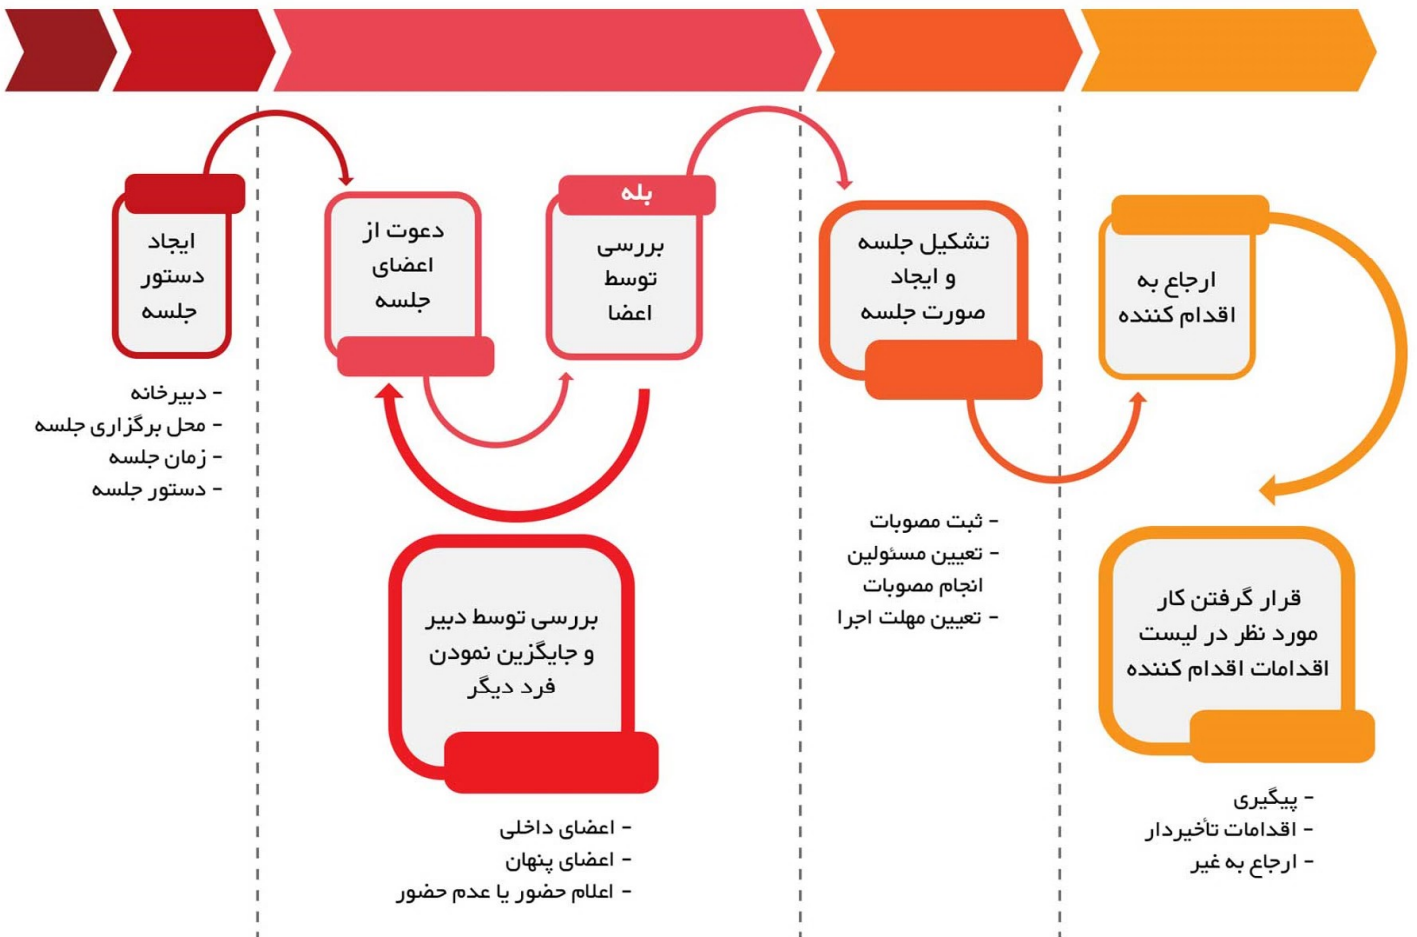 ایجاد
دستور
جلسه
- دبیرخانه
- محل برگزاری جلسه
- زمان جلسه
- دستور جلسه
دعوت از
اعضای
جلسه
بله
بررسی
توسط
اعضا
بررسی توسط دبیر
و جایگزین نمودن
فرد دیگر
- اعضای داخلی
- اعضای پنهان
- اعلام حضور یا عدم حضور
تشکیل جلسه
و ایجاد
صورت جلسه
- ثبت مصوبات
- تعیین مسئولین
انجام مصوبات
- تعیین مهلت اجرا
ارجاع به
اقدام کننده
قرار گرفتن کار
مورد نظر در لیست
اقدامات اقدام کننده
- پیگیری
- اقدامات تأخیردار
- ارجاع به غیر